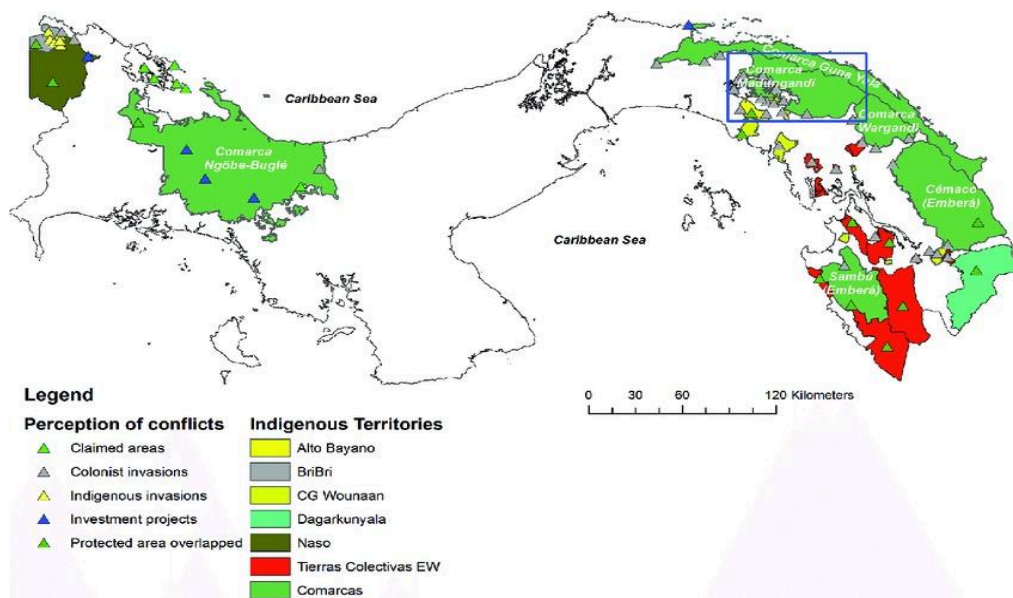 Comarca Guna Yala
Comarca
Madungandi
Caribbean Sea
Comarca
Wargandi
Comarca
Ngöbe-Buglé
Cémaco
(Emberá)
Caribbean Sea
Sambú
(Emberá)
Legend
0 30 60 120 Kilometers
Perception of conflicts
Claimed areas
Colonist invasions
Indigenous invasions
Investment projects
Protected area overlapped
Indigenous Territories
Alto Bayano
BriBri
CG Wounaan
Dagarkunyala
Naso
Tierras Colectivas EW
Comarcas